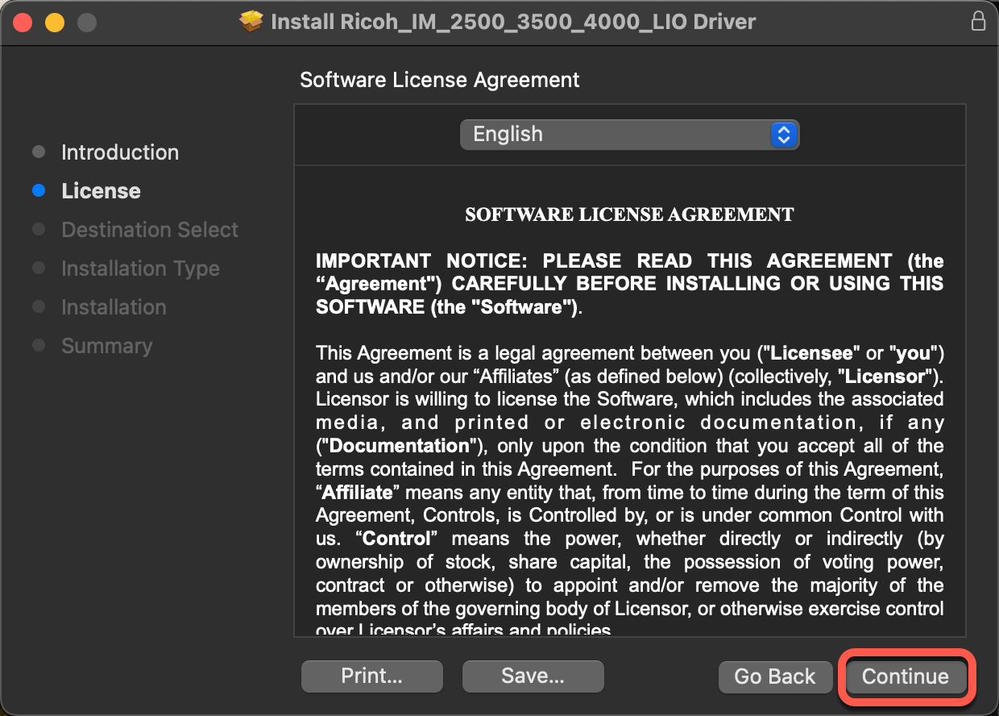 Install Ricoh_IM_2500_3500_4000_LIO Driver
Software License Agreement
Introduction
License
Destination Select
Installation Type
Installation
Summary
English
SOFTWARE LICENSE AGREEMENT
IMPORTANT NOTICE: PLEASE READ THIS AGREEMENT (the
“Agreement") CAREFULLY BEFORE INSTALLING OR USING THIS
SOFTWARE (the "Software").
This Agreement is a legal agreement between you ("Licensee" or "you")
and us and/or our “Affiliates” (as defined below) (collectively, "Licensor").
Licensor is willing to license the Software, which includes the associated
media, and printed or electronic documentation, if any
("Documentation"), only upon the condition that you accept all of the
terms contained in this Agreement.  For the purposes of this Agreement,
“Affiliate” means any entity that, from time to time during the term of this
Agreement, Controls, is Controlled by, or is under common Control with
us. “Control” means the power, whether directly or indirectly (by
ownership of stock, share capital, the possession of voting power,
contract or otherwise) to appoint and/or remove the majority of the
members of the governing body of Licensor, or otherwise exercise control
over Licensor’s affairs and policies.
Print...
Save...
Go Back
Continue